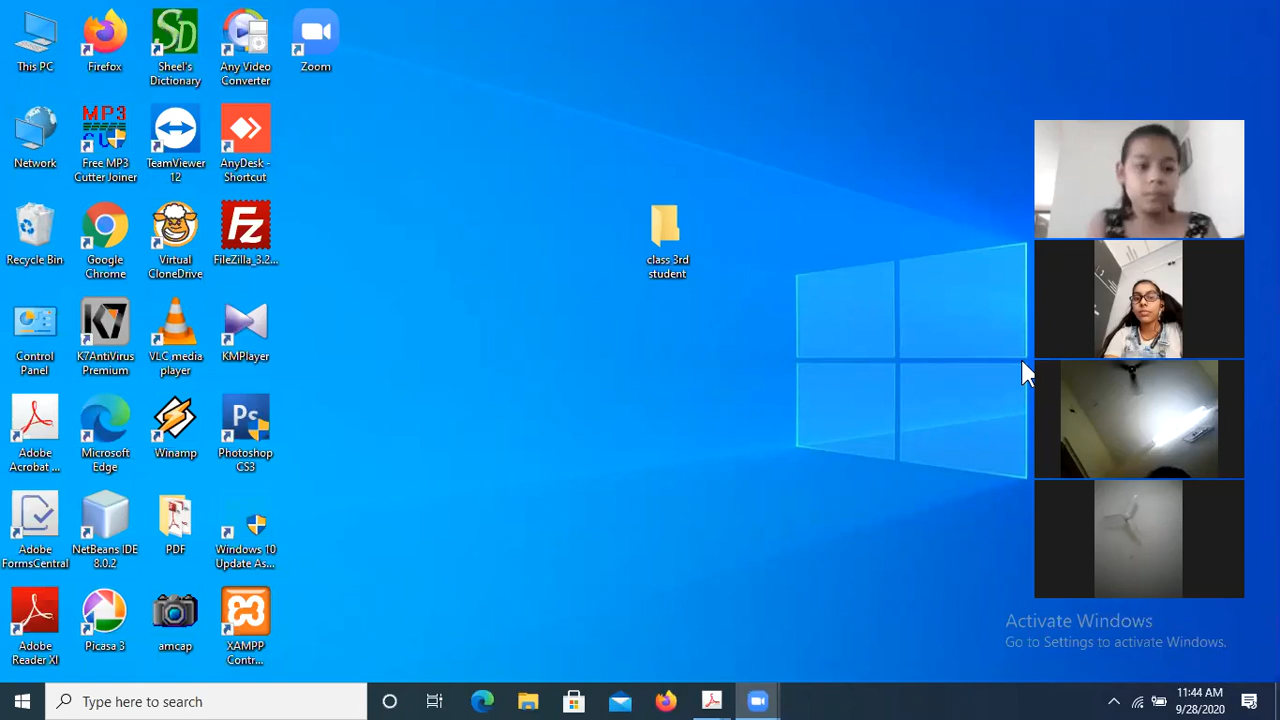 This PC
Firefox
Sheel's
Dictionary
Any Video
Converter
Zoom
Network
MP3
CU
Free MP3
Cutter Joiner
TeamViewer
12
AnyDesk -
Shortcut
Recycle Bin
Google
Chrome
Virtual
CloneDrive
FileZilla_3.2...
class 3rd
student
Control
Panel
K7AntiVirus
Premium
VLC media
player
KMPlayer
Adobe
Acrobat ...
Microsoft
Edge
Winamp
Ps
Photoshop
CS3
Adobe
FormsCentral
NetBeans IDE
8.0.2
PDF
Windows 10
Update As...
Adobe
Reader XI
Picasa 3
amcap
XAMPP
Contr...
Activate Windows
Go to Settings to activate Windows.
Type here to search
11:44 AM
9/28/2020